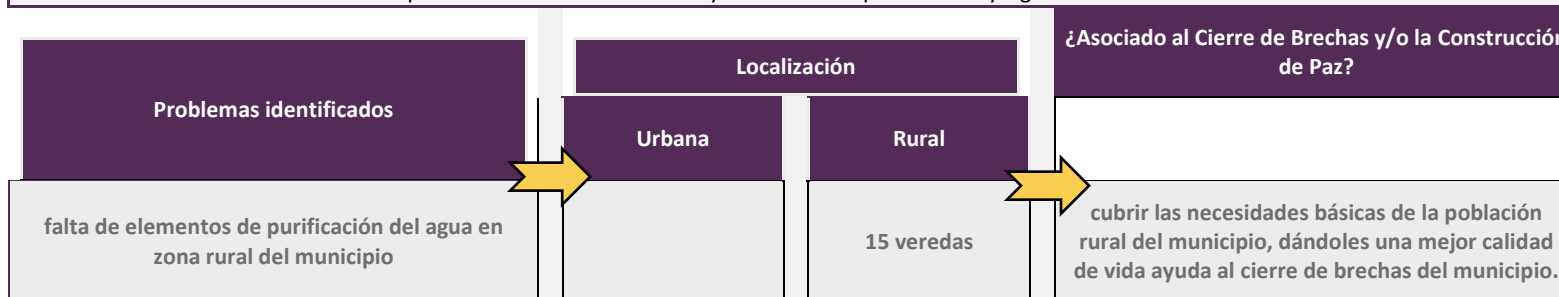 ¿Asociado al Cierre de Brechas y/o la Construcción
de Paz?
Localización
Problemas identificados
Urbana
Rural
falta de elementos de purificación del agua en
zona rural del municipio
15 veredas
cubrir las necesidades básicas de la población
rural del municipio, dándoles una mejor calidad
de vida ayuda al cierre de brechas del municipio.